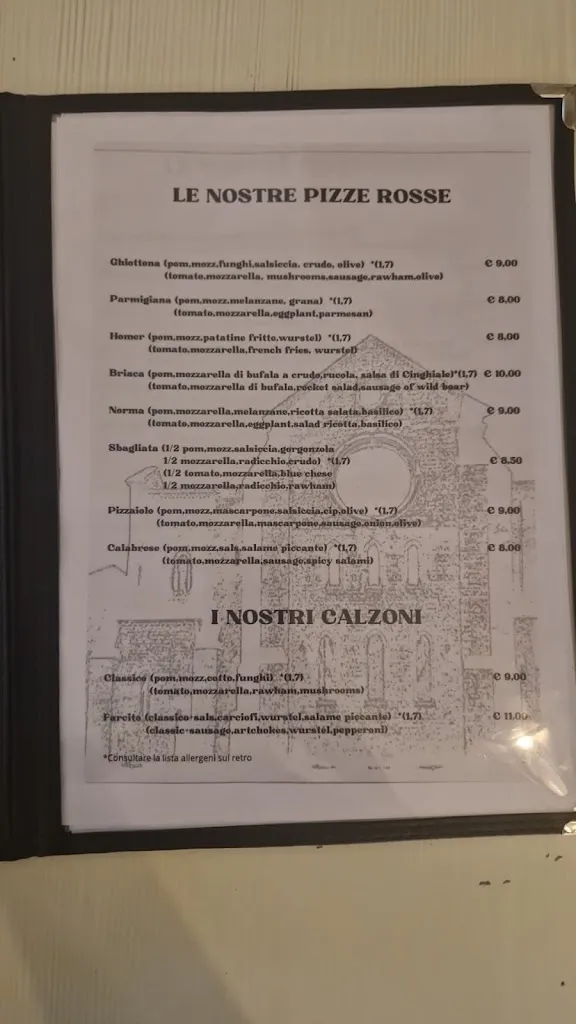 LE NOSTRE PIZZE ROSSE
Ghiottona (pom,mozz,funghi,salsiccia, crudo, olive) *(1,7) € 9,00
(tomato,mozzarella, mushrooms,sausage,rawham,olive)
Parmigiana (pom,mozz,melanzane, grana) *(1,7) € 8,00
(tomato,mozzarella,eggplant,parmesan)
Homer (pom,mozz,patatine fritte,wurstel) *(1,7) € 8,00
(tomato,mozzarella,french fries, wurstel)
Briaca (pom,mozzarella di bufala a crudo,rucola, salsa di Cinghiale)*(1,7) € 10.00
(tomato,mozzarella di bufala,rocket salad,sausage of wild boar)
Norma (pom,mozzarella,melanzane,ricotta salata,basilico) *(1,7) € 9.00
(tomato,mozzarella,eggplant,salad ricotta,basilico)
Sbagliata (1/2 pom,mozz,salsiccia,gorgonzola
1/2 mozzarella,radicchio,crudo) *(1,7) € 8.50
(1/2 tomato,mozzarella,blue chese
1/2 mozzarella,radicchio,rawham)
Pizzaiolo (pom,mozz,mascarpone,salsiccia,cip,olive) *(1,7) € 9.00
(tomato,mozzarella,mascarpone,sausage,onion,olive)
Calabrese (pom,mozz,sals,salame piccante) *(1,7) € 8.00
(tomato,mozzarella,sausage,spicy salami)
I NOSTRI CALZONI
Classico (pom,mozz,cotto,funghi) *(1,7) € 9.00
(tomato,mozzarella,rawham,mushrooms)
Farcito (classico+sals,carciofi,wurstel,salame piccante) *(1,7) € 11.00
(classic+sausage,artchokes,wurstel,pepperoni)
*Consultare la lista allergeni sul retro